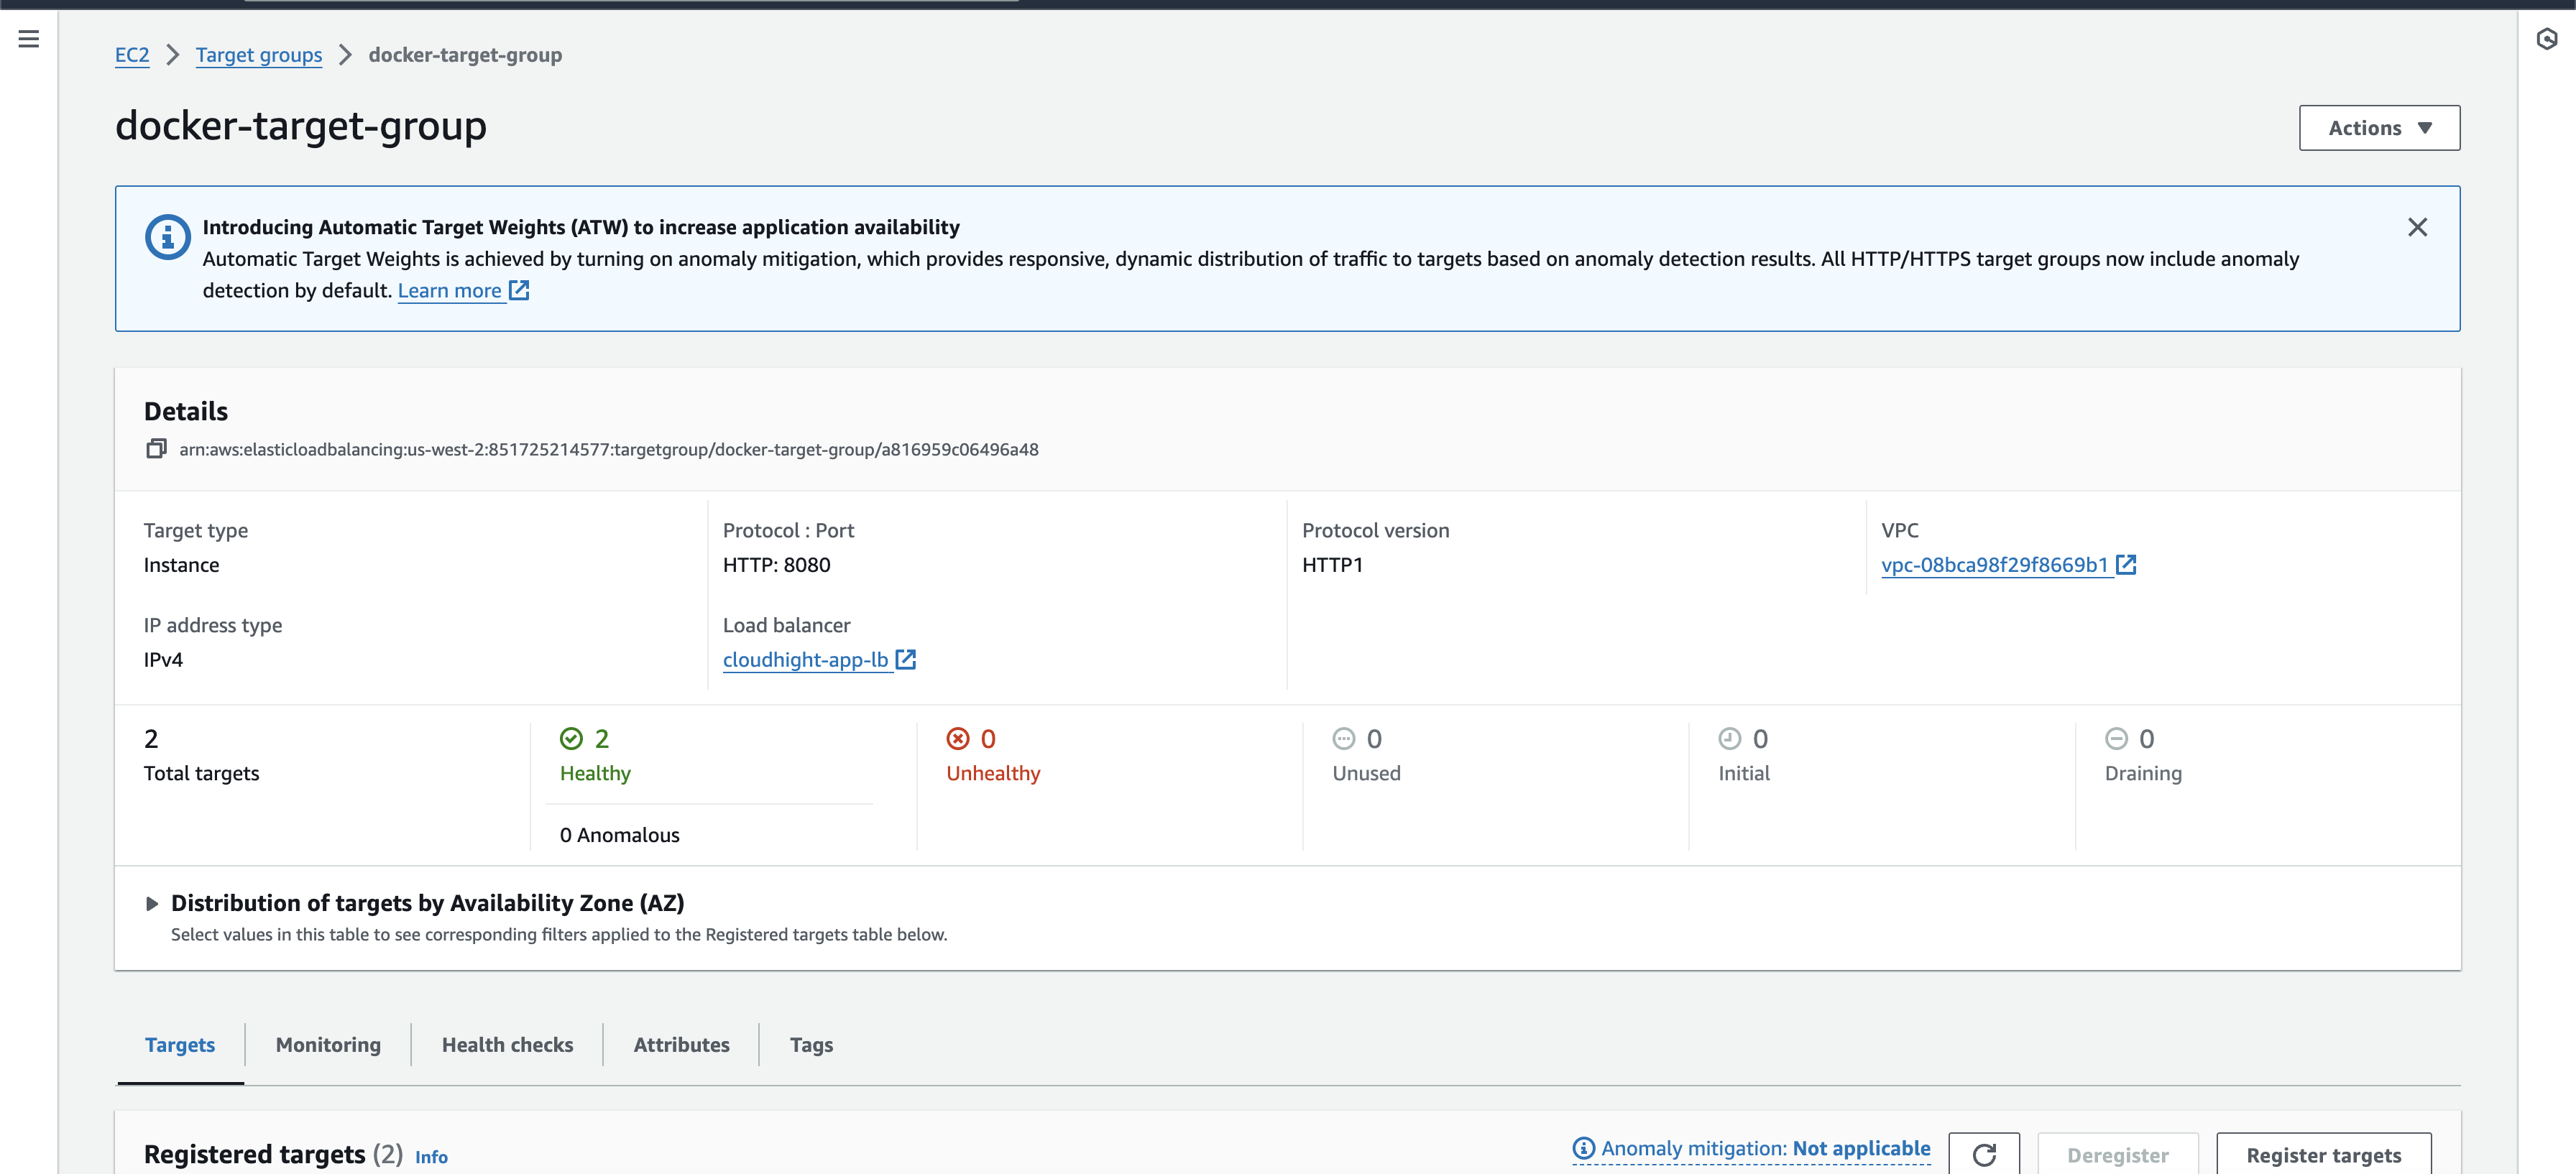 EC2 > Target groups > docker-target-group
docker-target-group
Actions
Introducing Automatic Target Weights (ATW) to increase application availability
Automatic Target Weights is achieved by turning on anomaly mitigation, which provides responsive, dynamic distribution of traffic to targets based on anomaly detection results. All HTTP/HTTPS target groups now include anomaly
detection by default. Learn more
Details
arn:aws:elasticloadbalancing:us-west-2:851725214577:targetgroup/docker-target-group/a816959c06496a48
Target type
Instance
Protocol : Port
HTTP: 8080
Protocol version
HTTP1
VPC
vpc-08bca98f29f8669b1
IP address type
IPv4
Load balancer
cloudhight-app-lb
2
Total targets
2
Healthy
0 Anomalous
0
Unhealthy
0
Unused
0
Initial
0
Draining
Distribution of targets by Availability Zone (AZ)
Select values in this table to see corresponding filters applied to the Registered targets table below.
Targets
Monitoring
Health checks
Attributes
Tags
Registered targets (2) Info
Anomaly mitigation: Not applicable
Deregister
Register targets